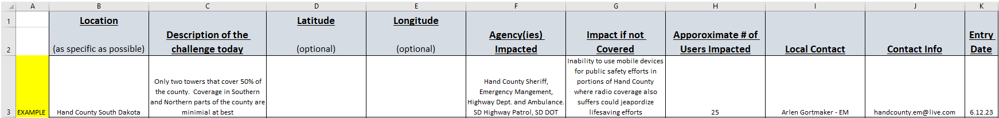 A B C D E F G H I J K
1 Location Latitude Longitude
Description of the Agency(ies) Impact if not Apporoximate # of Entry
2 (as specific as possible) challenge today (optional) (optional) Impacted Covered Users Impacted Local Contact Contact Info Date
Inability to use mobile devices
for public safety efforts in
Only two towers that cover 50% of Hand County Sheriff, portions of Hand County
the county. Coverage in Southern Emergency Mangement, where radio coverage also
and Northern parts of the county are Highway Dept. and Ambulance. suffers could jeapordize
3 EXAMPLE Hand County South Dakota minimial at best SD Highway Patrol, SD DOT lifesaving efforts 25 Arlen Gortmaker - EM handcounty.em@live.com 6.12.23